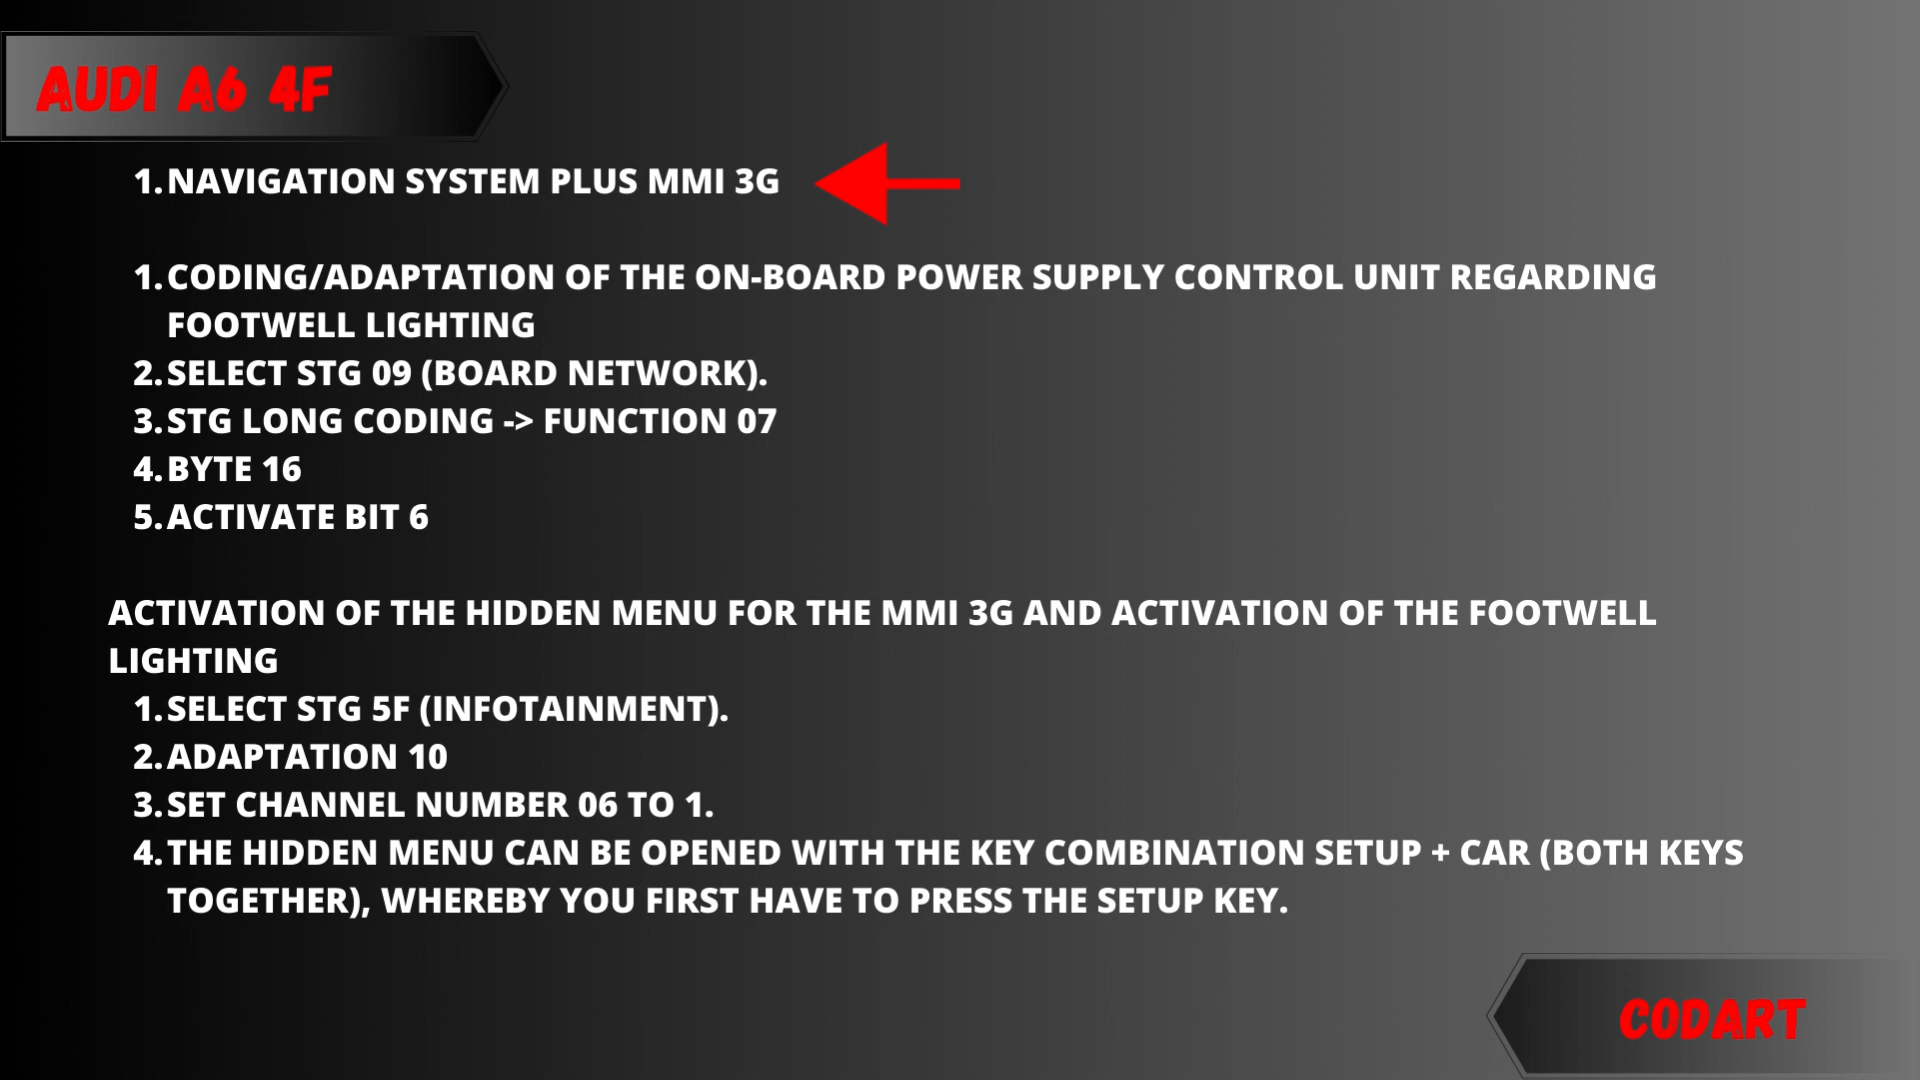 AUDI A6 4F
1. NAVIGATION SYSTEM PLUS MMI 3G
1. CODING/ADAPTATION OF THE ON-BOARD POWER SUPPLY CONTROL UNIT REGARDING
FOOTWELL LIGHTING
2. SELECT STG 09 (BOARD NETWORK).
3. STG LONG CODING -> FUNCTION 07
4. BYTE 16
5. ACTIVATE BIT 6
ACTIVATION OF THE HIDDEN MENU FOR THE MMI 3G AND ACTIVATION OF THE FOOTWELL
LIGHTING
1. SELECT STG 5F (INFOTAINMENT).
2. ADAPTATION 10
3. SET CHANNEL NUMBER 06 TO 1.
4. THE HIDDEN MENU CAN BE OPENED WITH THE KEY COMBINATION SETUP + CAR (BOTH KEYS
TOGETHER), WHEREBY YOU FIRST HAVE TO PRESS THE SETUP KEY.
CODART